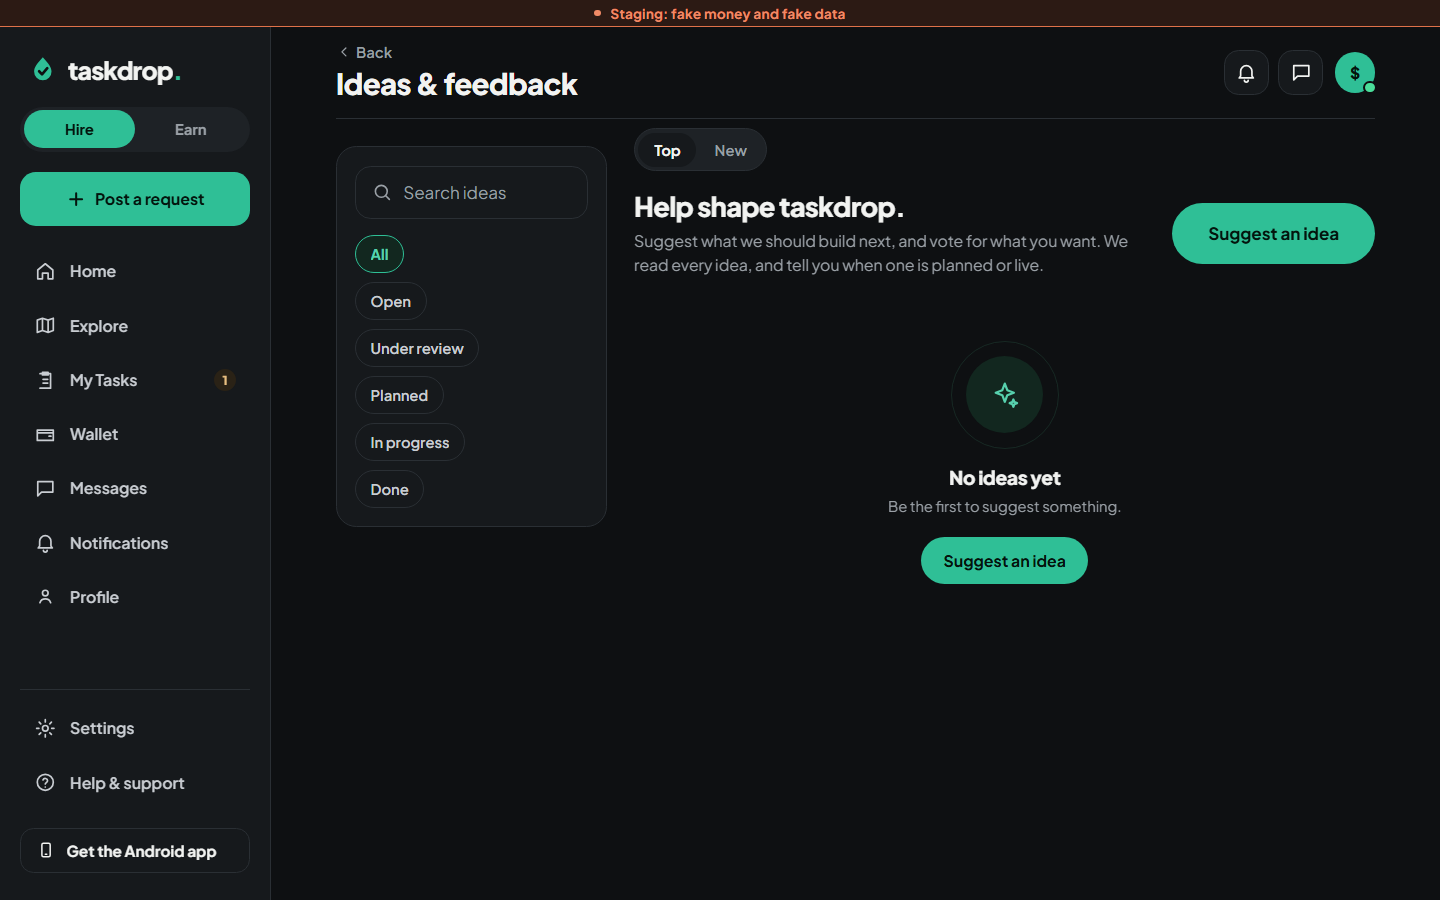 Staging: fake money and fake data
taskdrop.
Hire
Earn
Post a request
Home
Explore
My Tasks
1
Wallet
Messages
Notifications
Profile
Settings
Help & support
Get the Android app
Back
Ideas & feedback
$
Search ideas
All
Open
Under review
Planned
In progress
Done
Top
New
Help shape taskdrop.
Suggest what we should build next, and vote for what you want. We
read every idea, and tell you when one is planned or live.
Suggest an idea
No ideas yet
Be the first to suggest something.
Suggest an idea